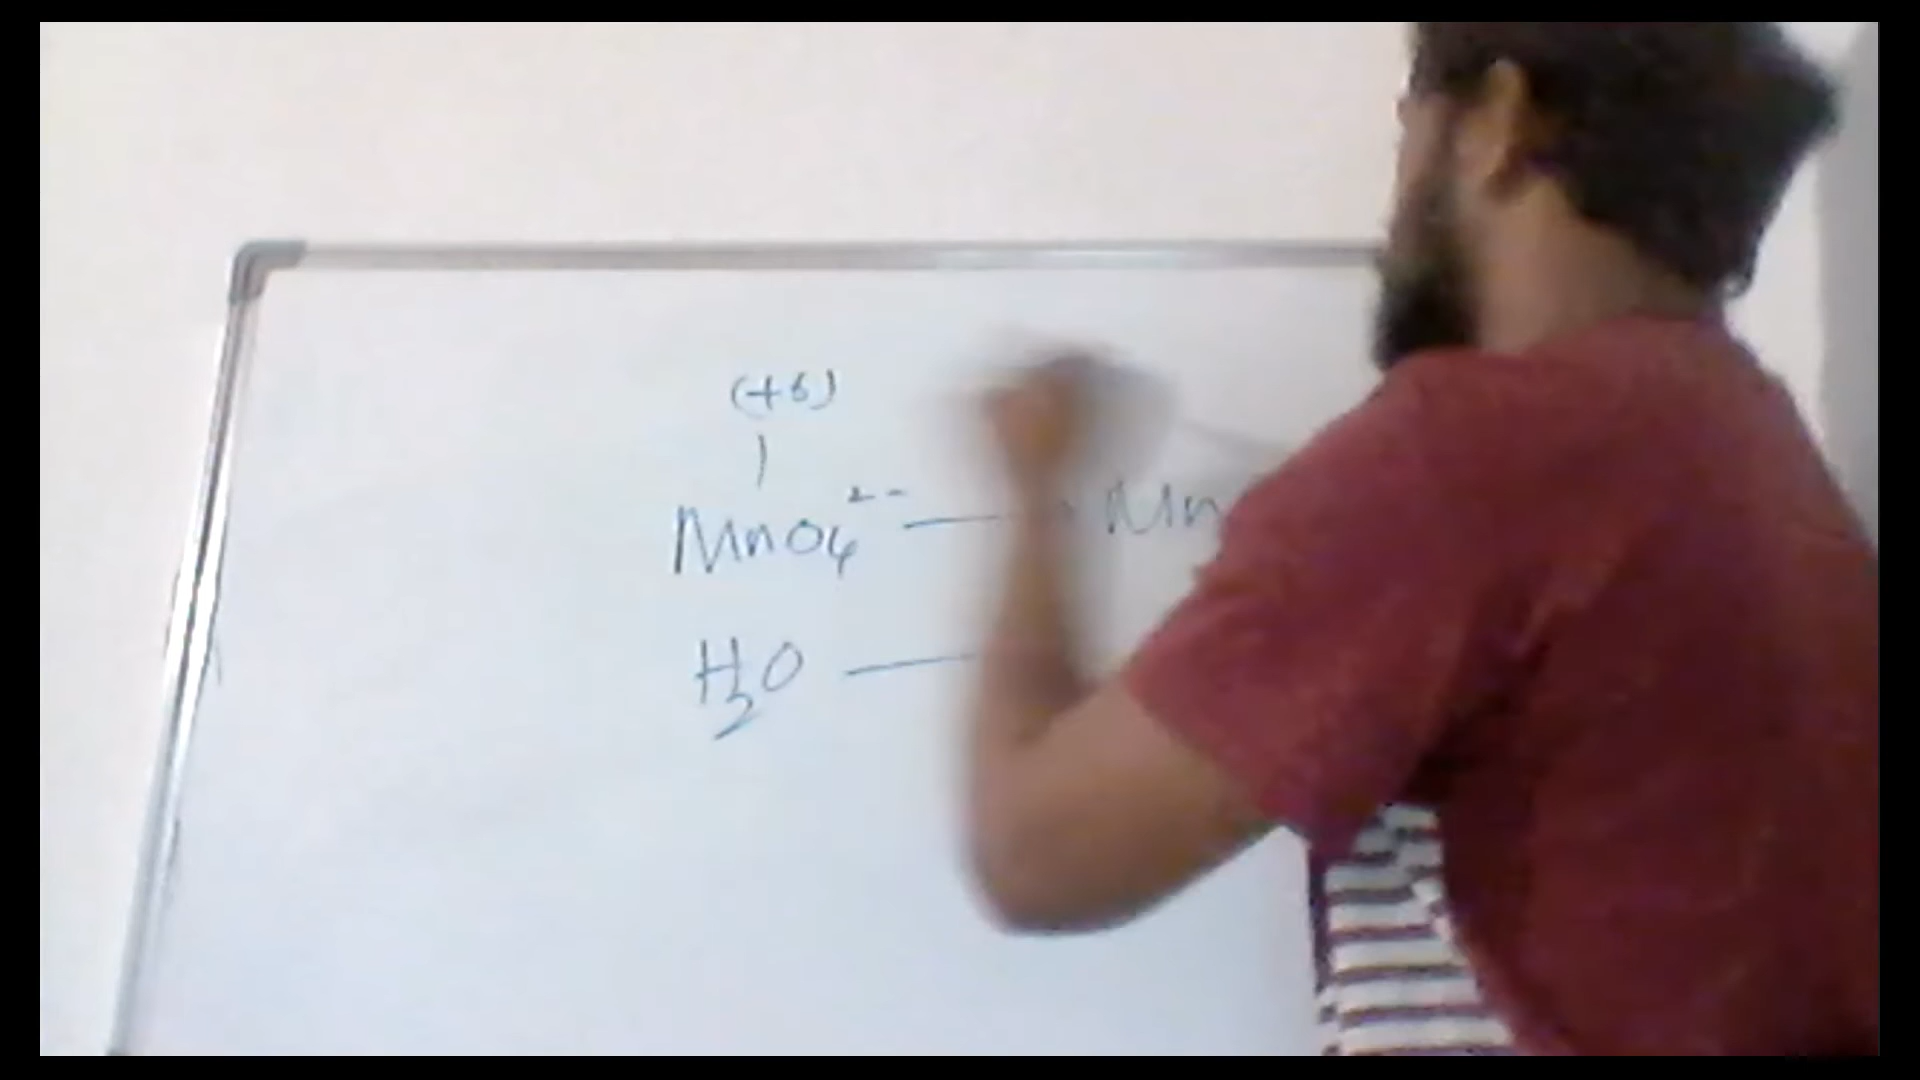 (+6)
MnO₄²⁻ — Mn
H₂O —